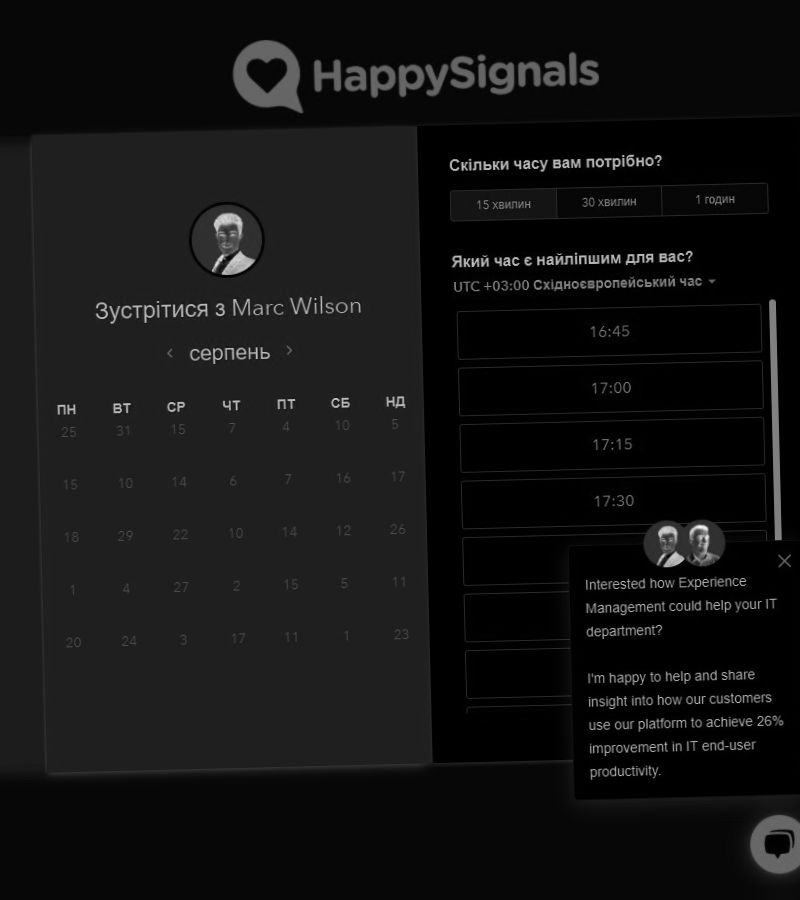 HappySignals
Зустрітися з Marc Wilson
серпень
ПН ВТ СР ЧТ ПТ СБ НД
25 31 15 7 4 10 5
15 10 14 6 7 16 17
18 29 22 10 14 12 26
1 4 27 2 15 5 11
20 24 3 17 11 1 23
Скільки часу вам потрібно?
15 хвилин 30 хвилин 1 годин
Який час є найліпшим для вас?
UTC +03:00 Східноєвропейський час
16:45
17:00
17:15
17:30
Interested how Experience
Management could help your IT
department?
I'm happy to help and share
insight into how our customers
use our platform to achieve 26%
improvement in IT end-user
productivity.